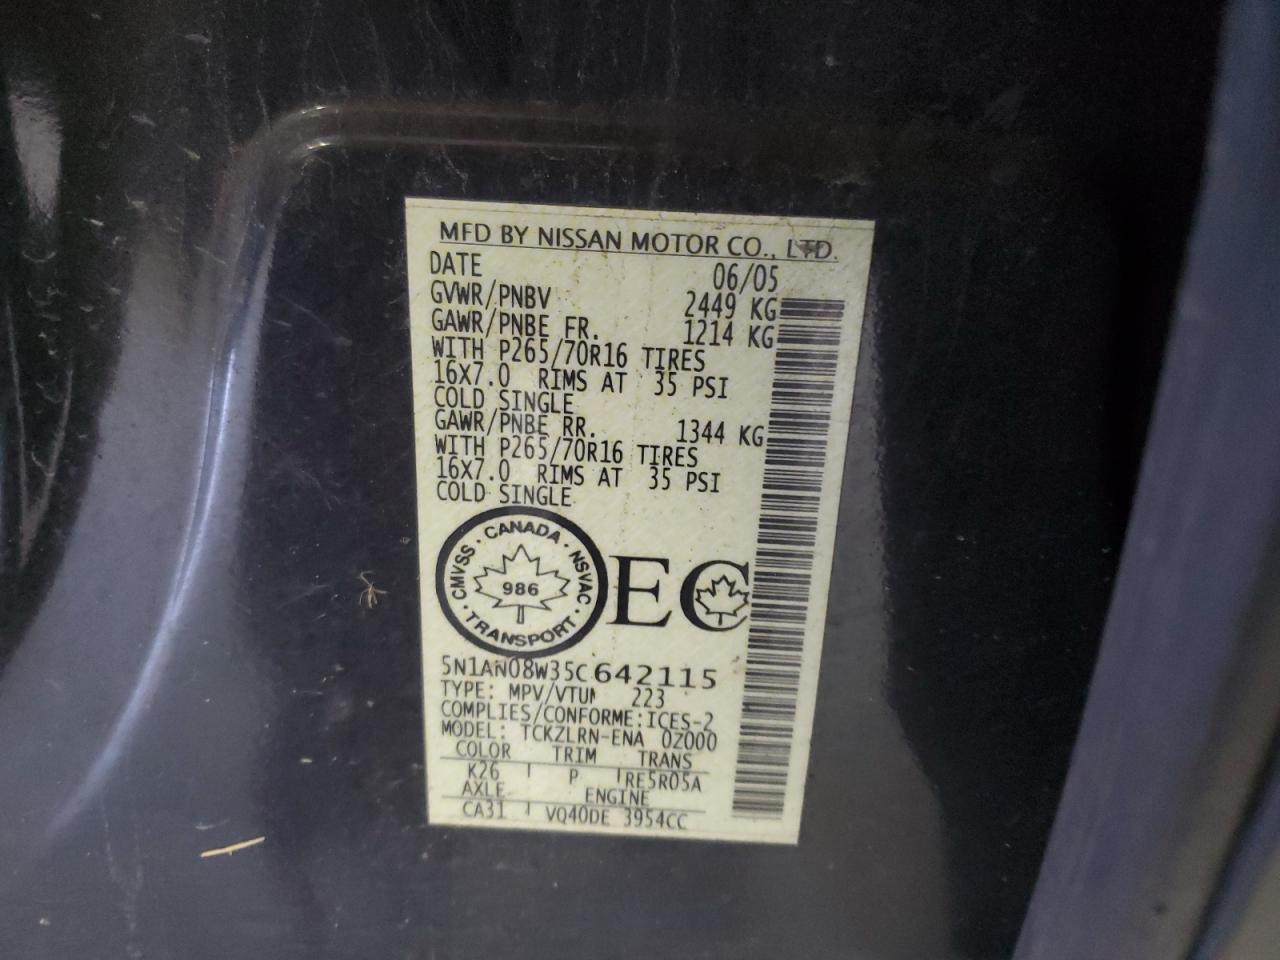 MFD BY NISSAN MOTOR CO., LTD.
DATE 06/05
GVWR/PNBV 2449 KG
GAWR/PNBE FR. 1214 KG
WITH P265/70R16 TIRES
16X7.0 RIMS AT 35 PSI
COLD SINGLE
GAWR/PNBE RR. 1344 KG
WITH P265/70R16 TIRES
16X7.0 RIMS AT 35 PSI
COLD SINGLE
CMVSS · CANADA · NSVAC · TRANSPORT ·
986
EC
5N1AN08W35C642115
TYPE: MPV/VTUM 223
COMPLIES/CONFORME:ICES-2
MODEL: TCKZLRN-ENA 0Z000
COLOR TRIM TRANS
K26 P RE5R05A
AXLE ENGINE
CA31 VQ40DE 3954CC